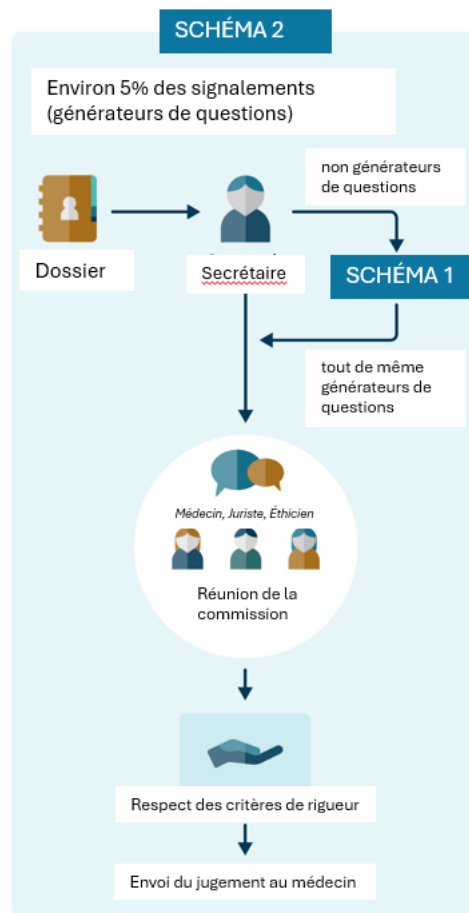 SCHÉMA 2
Environ 5% des signalements
(générateurs de questions)
non générateurs
de questions
Dossier
Secrétaire
SCHÉMA 1
tout de même
générateurs de
questions
Médecin, Juriste, Éthicien
Réunion de la
commission
Respect des critères de rigueur
Envoi du jugement au médecin